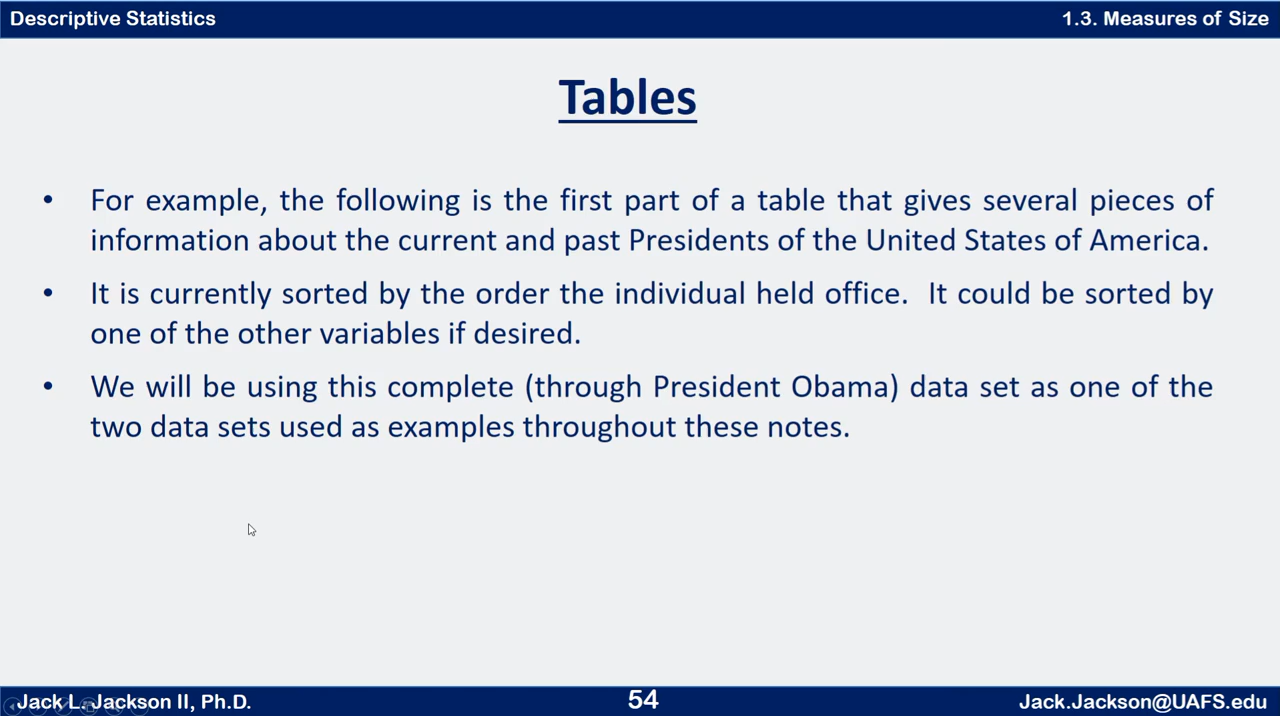 Descriptive Statistics
1.3. Measures of Size
Tables
• For example, the following is the first part of a table that gives several pieces of
information about the current and past Presidents of the United States of America.
• It is currently sorted by the order the individual held office. It could be sorted by
one of the other variables if desired.
• We will be using this complete (through President Obama) data set as one of the
two data sets used as examples throughout these notes.
Jack L. Jackson II, Ph.D.
54
Jack.Jackson@UAFS.edu